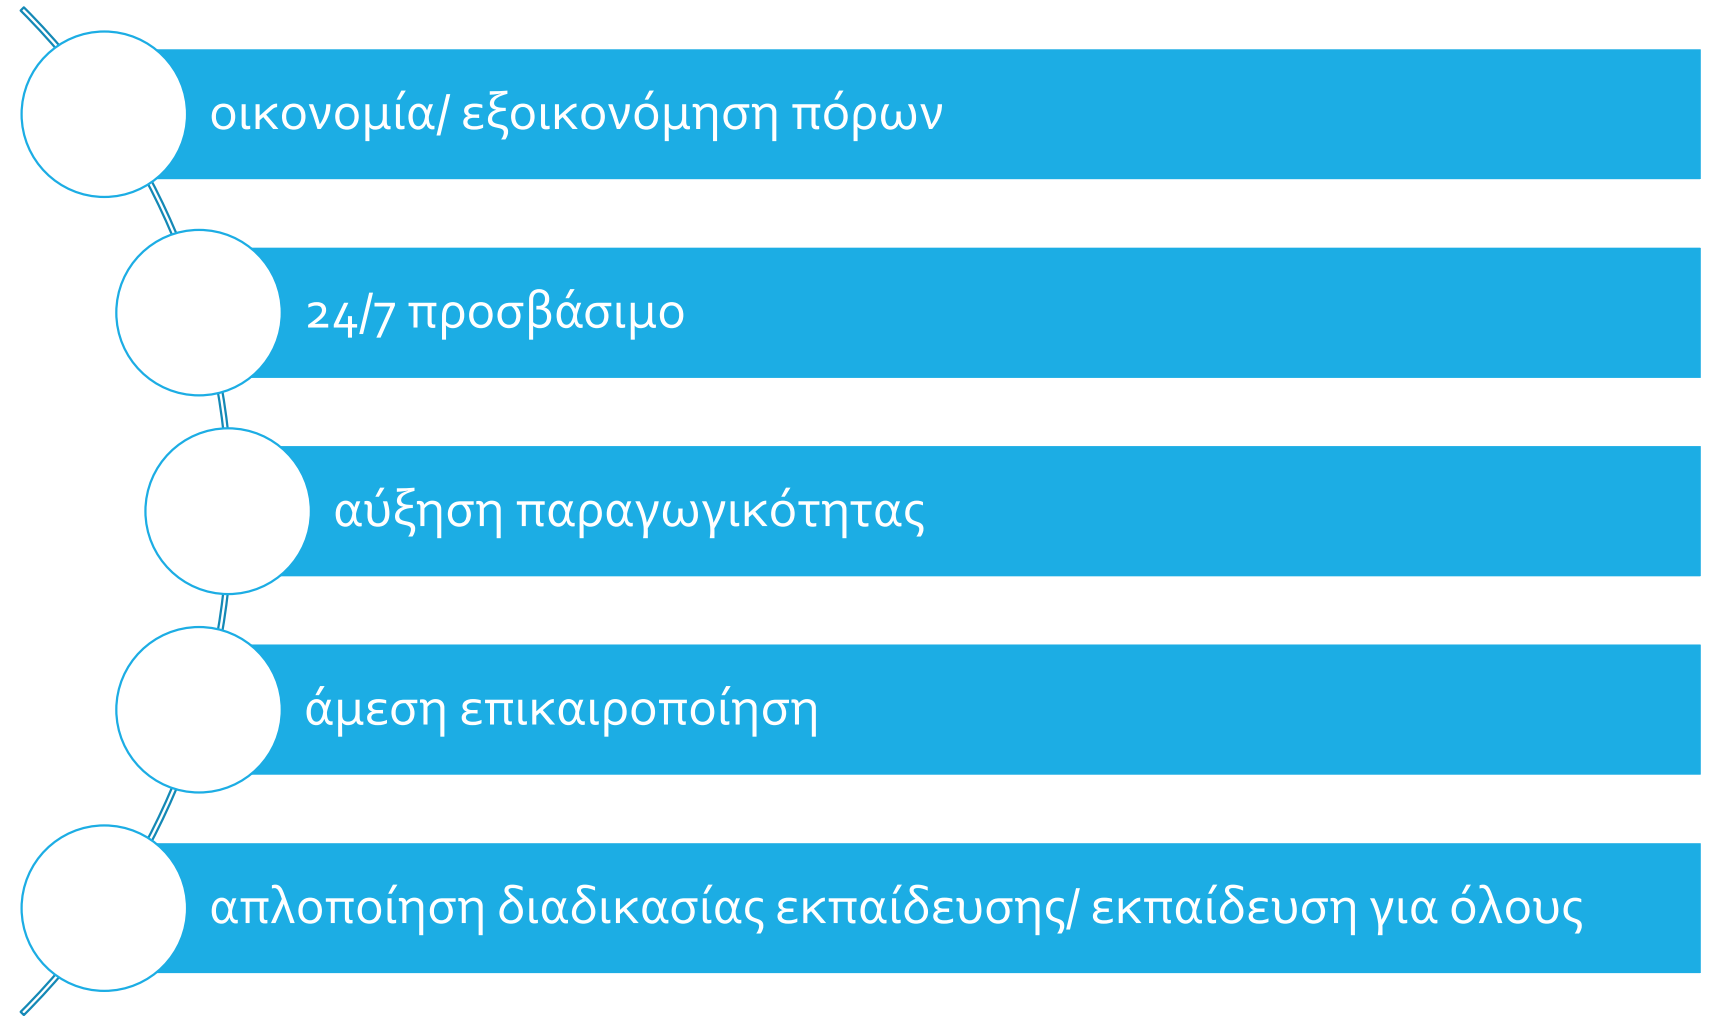 οικονομία/ εξοικονόμηση πόρων
24/7 προσβάσιμο
αύξηση παραγωγικότητας
άμεση επικαιροποίηση
απλοποίηση διαδικασίας εκπαίδευσης/ εκπαίδευση για όλους